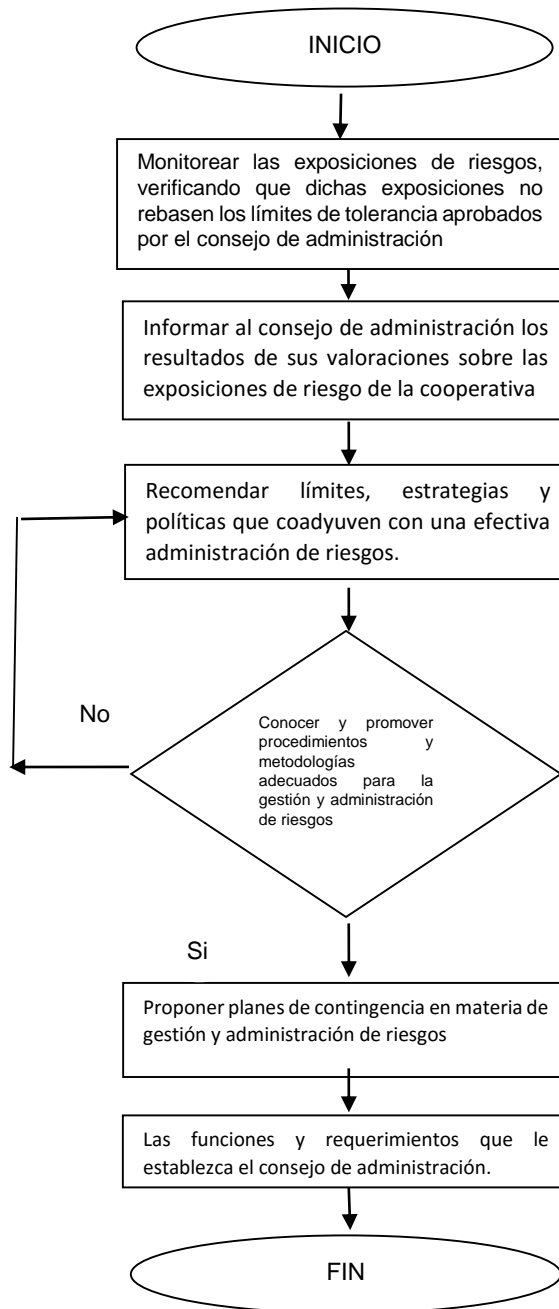 INICIO
Monitorear las exposiciones de riesgos,
verificando que dichas exposiciones no
rebasen los límites de tolerancia aprobados
por el consejo de administración
Informar al consejo de administración los
resultados de sus valoraciones sobre las
exposiciones de riesgo de la cooperativa
Recomendar límites, estrategias y
políticas que coadyuven con una efectiva
administración de riesgos.
No
Conocer y promover
procedimientos y
metodologías
adecuados para la
gestión y administración
de riesgos
Si
Proponer planes de contingencia en materia de
gestión y administración de riesgos
Las funciones y requerimientos que le
establezca el consejo de administración.
FIN